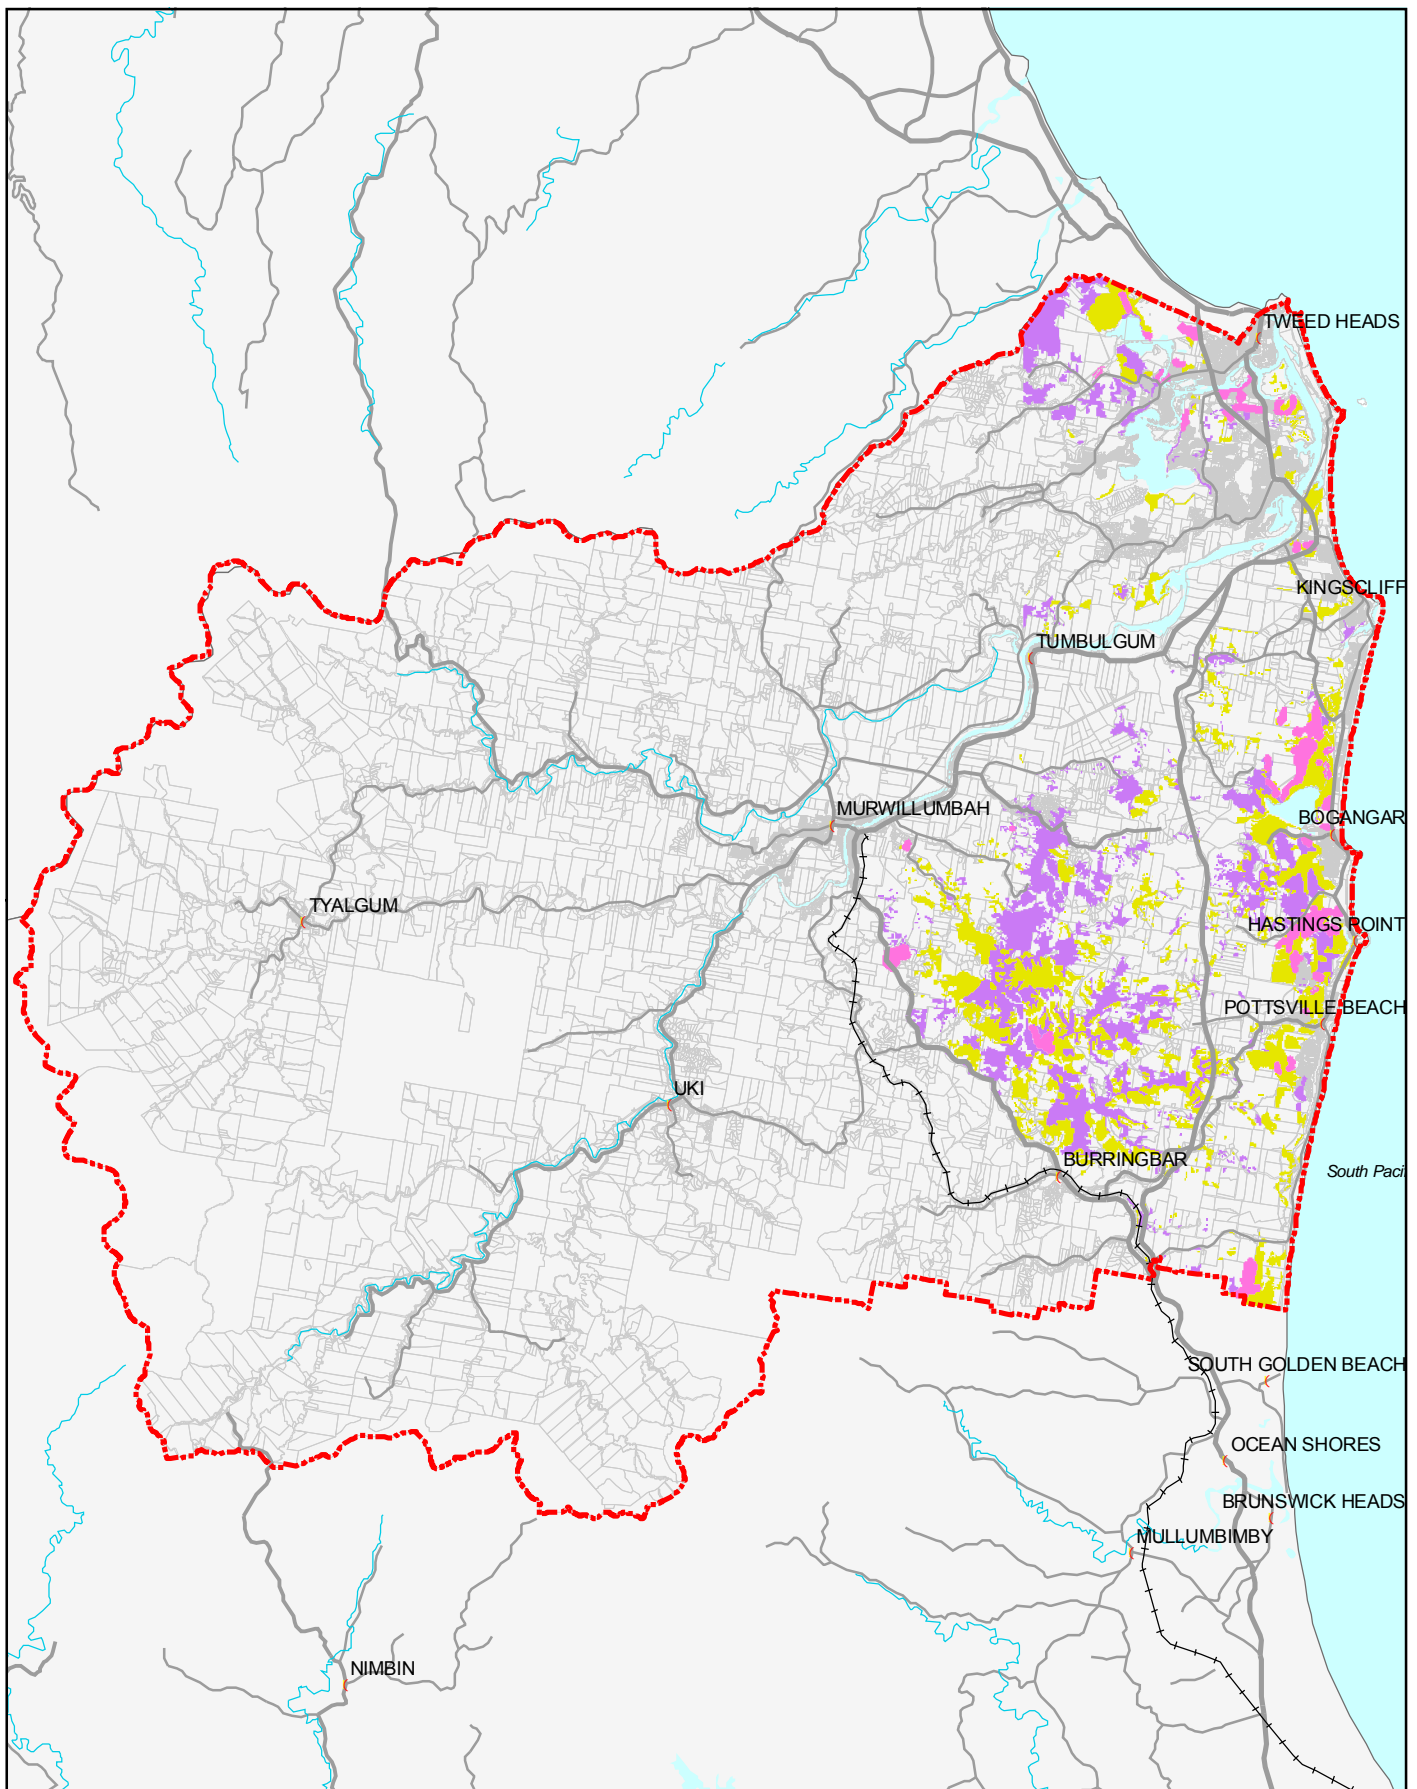 TWEED HEADS
KINGSCLIFF
TUMBULGUM
MURWILLUMBAH
BOGANGAR
TYALGUM
HASTINGS POINT
POTTSVILLE BEACH
UKI
BURRINGBAR
South Paci
SOUTH GOLDEN BEACH
OCEAN SHORES
BRUNSWICK HEADS
MULLUMBIMBY
NIMBIN